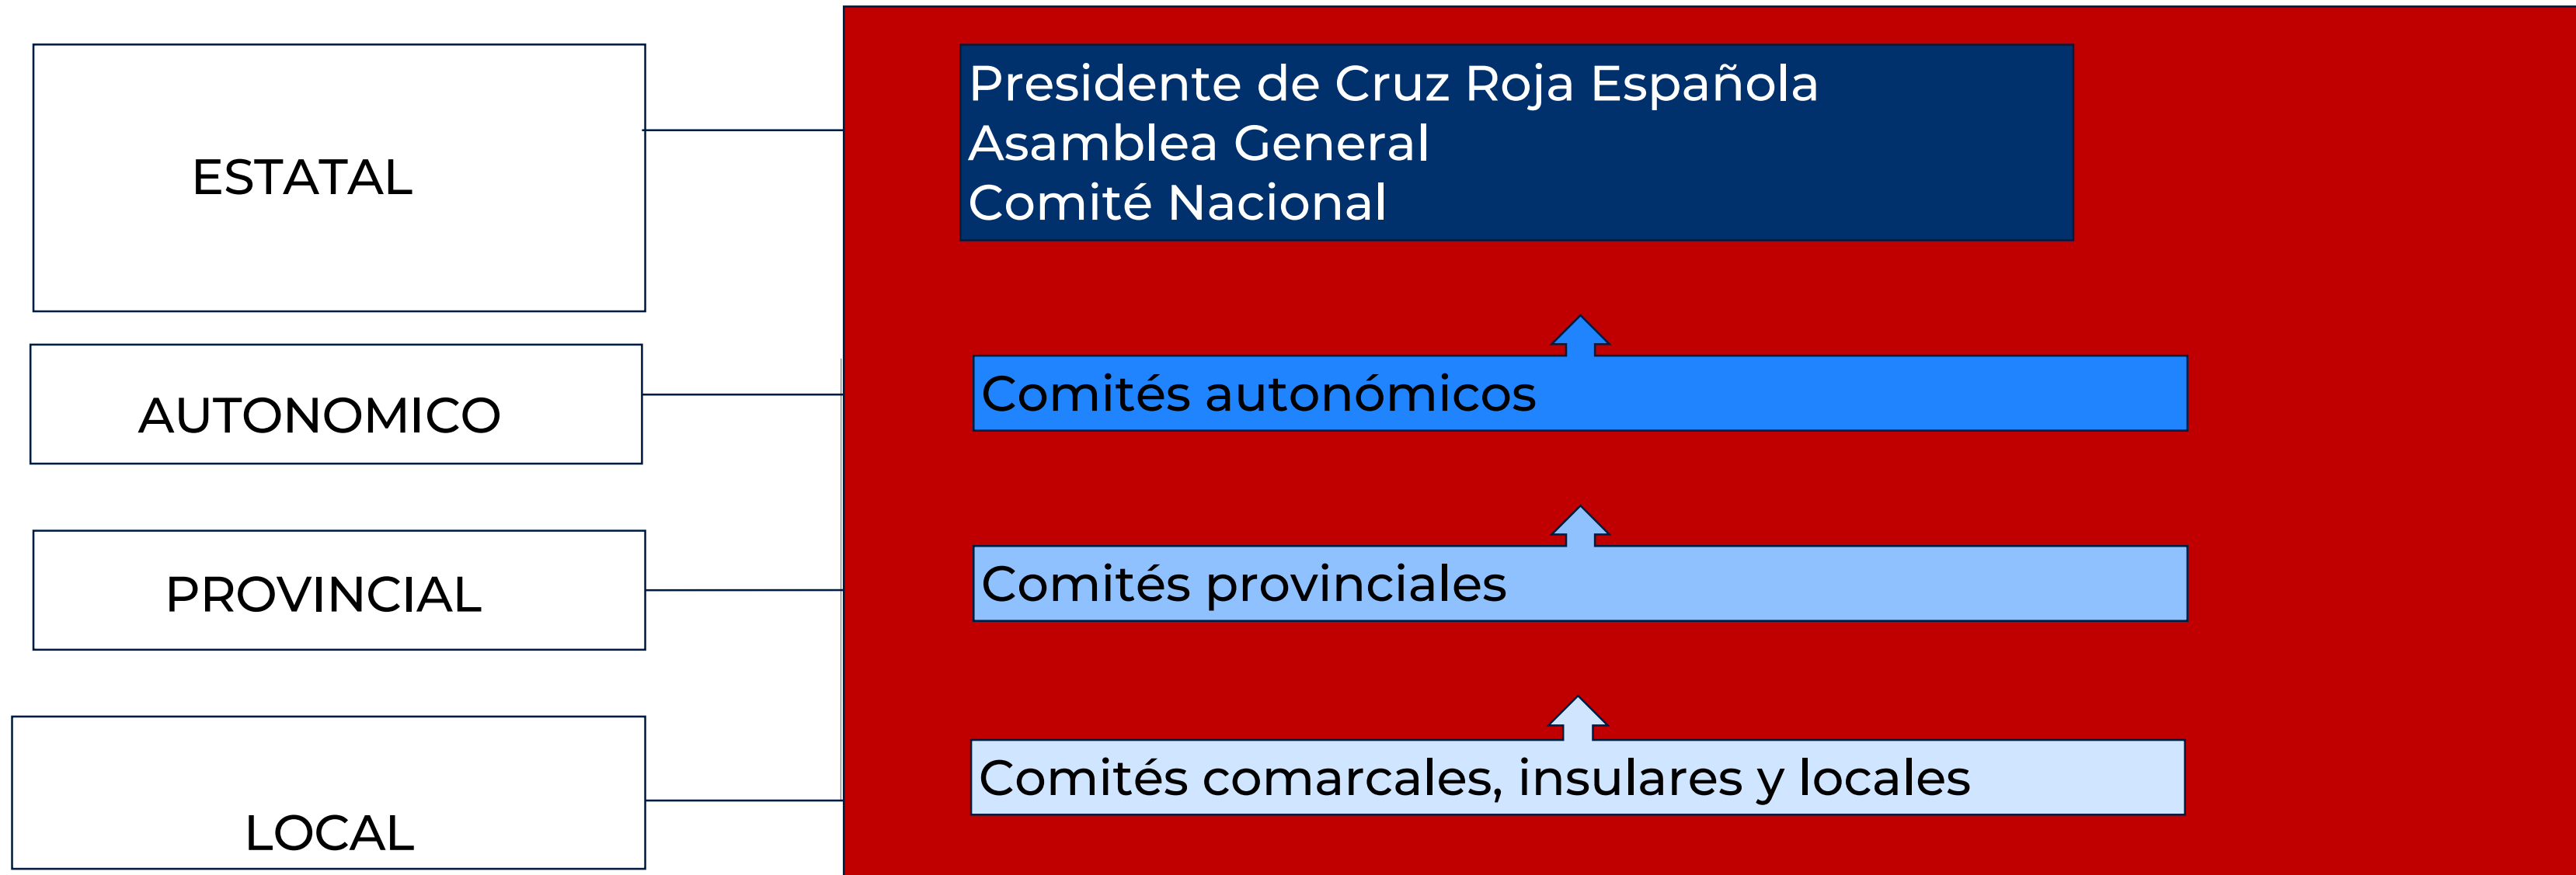 ESTATAL
Presidente de Cruz Roja Española
Asamblea General
Comité Nacional
AUTONOMICO
Comités autonómicos
PROVINCIAL
Comités provinciales
LOCAL
Comités comarcales, insulares y locales